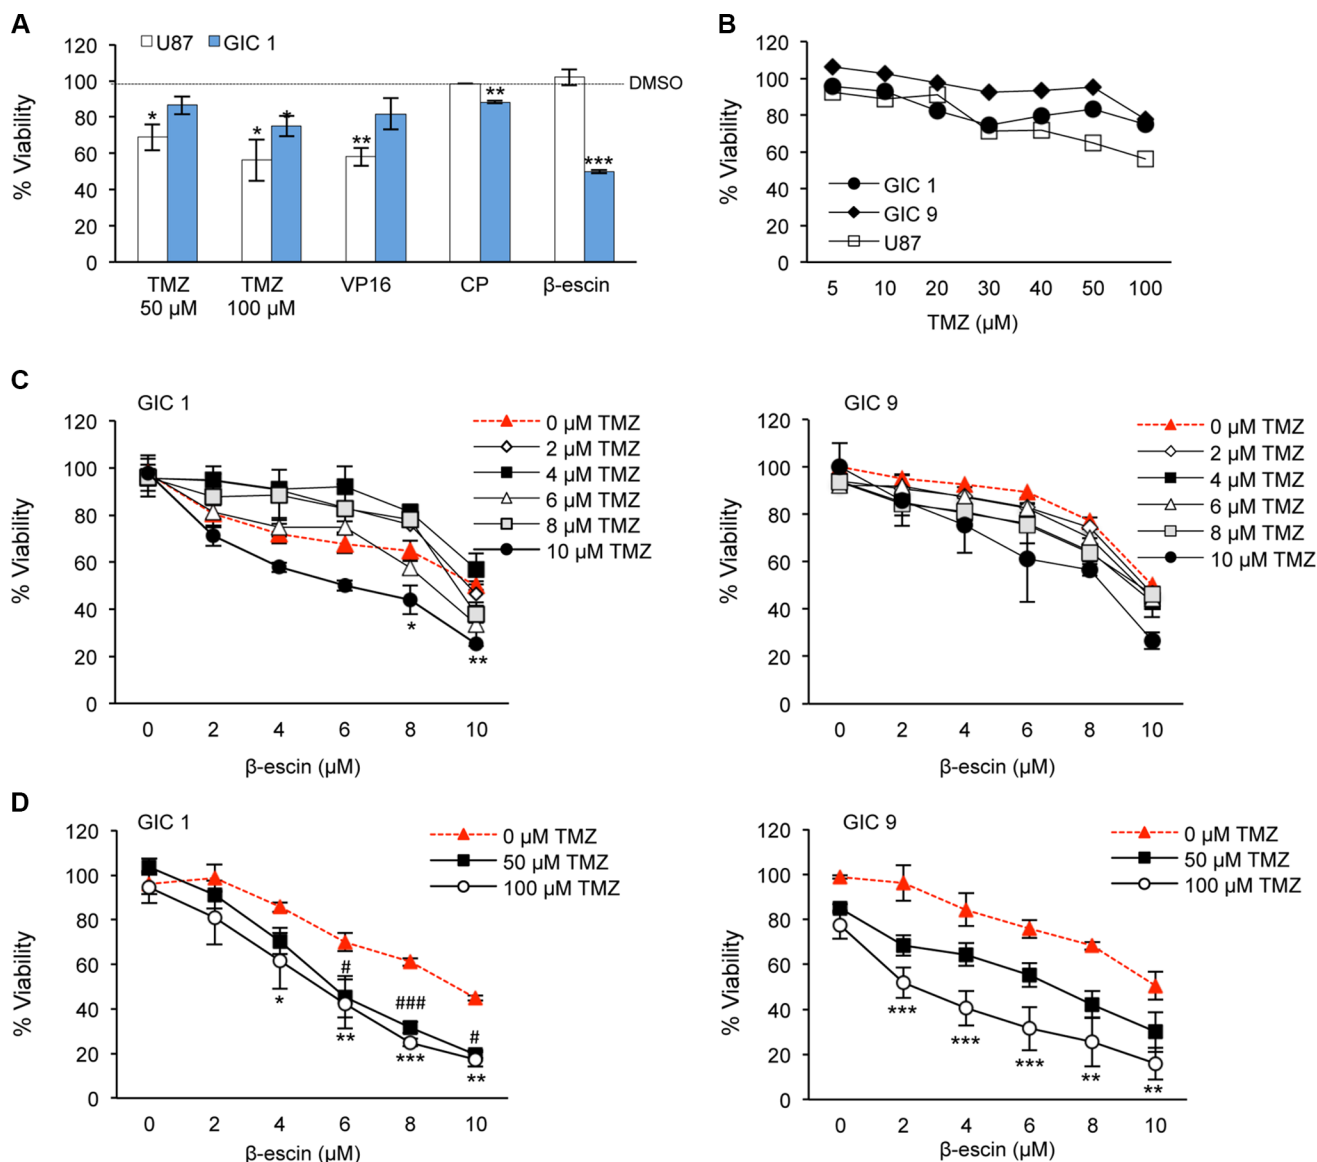 A
120
100
80
60
40
20
0
% Viability
U87 GIC 1
DMSO
* * * ** ** ***
TMZ 50 µM
TMZ 100 µM
VP16
CP
β-escin
B
120
100
80
60
40
20
0
% Viability
GIC 1
GIC 9
U87
5 10 20 30 40 50 100
TMZ (µM)
C
GIC 1
120
100
80
60
40
20
0
% Viability
0 µM TMZ
2 µM TMZ
4 µM TMZ
6 µM TMZ
8 µM TMZ
10 µM TMZ
*
**
0 2 4 6 8 10
β-escin (µM)
GIC 9
120
100
80
60
40
20
0
% Viability
0 µM TMZ
2 µM TMZ
4 µM TMZ
6 µM TMZ
8 µM TMZ
10 µM TMZ
0 2 4 6 8 10
β-escin (µM)
D
GIC 1
120
100
80
60
40
20
0
% Viability
0 µM TMZ
50 µM TMZ
100 µM TMZ
# ### #
* ** *** **
0 2 4 6 8 10
β-escin (µM)
GIC 9
120
100
80
60
40
20
0
% Viability
0 µM TMZ
50 µM TMZ
100 µM TMZ
*** *** *** ** **
0 2 4 6 8 10
β-escin (µM)